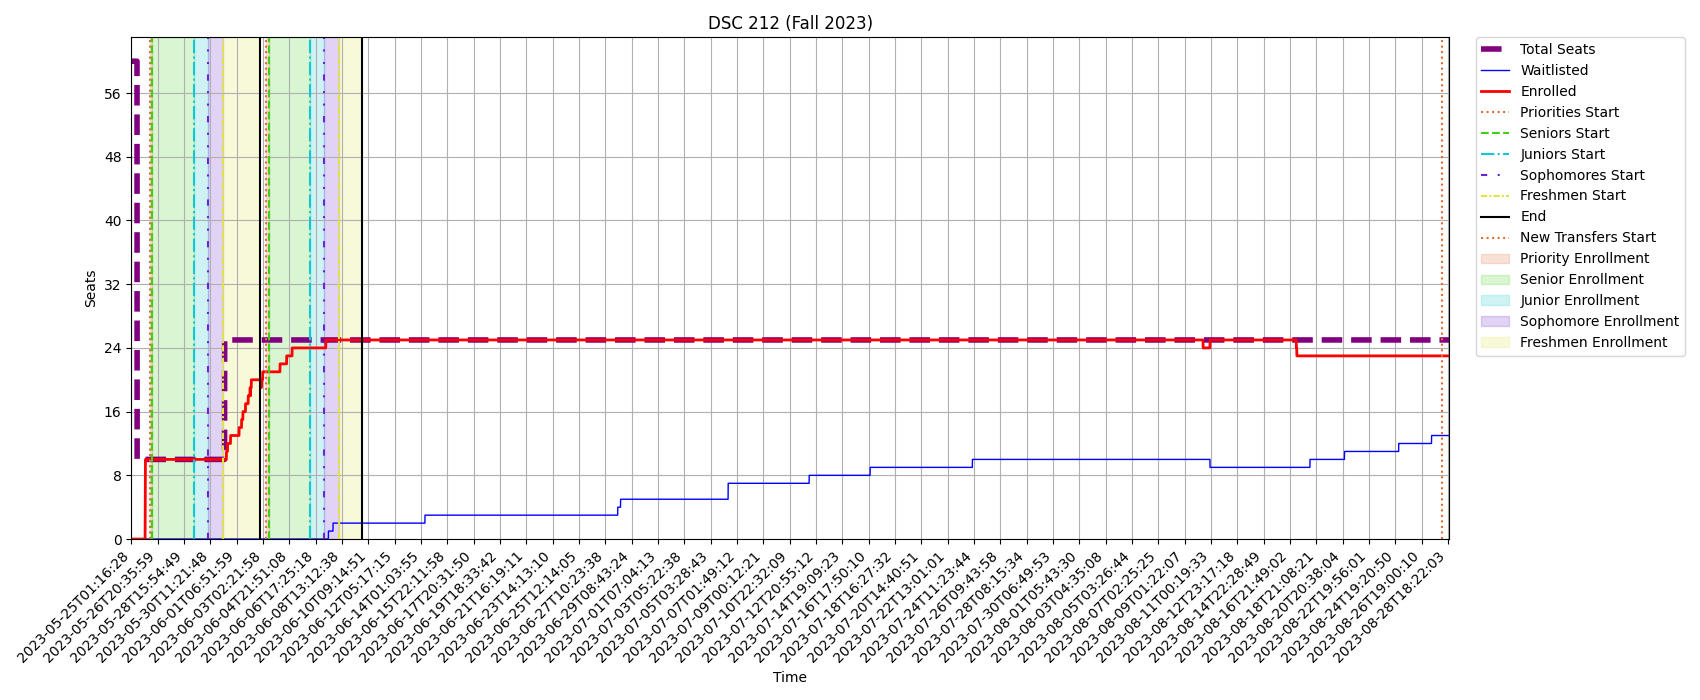 DSC 212 (Fall 2023)
Seats
56
48
40
32
24
16
8
0
2023-05-25T01:16:28
2023-05-26T20:35:59
2023-05-28T15:54:49
2023-05-30T11:21:48
2023-06-01T06:51:59
2023-06-03T02:21:58
2023-06-04T21:51:08
2023-06-06T17:25:18
2023-06-08T13:12:38
2023-06-10T09:14:51
2023-06-12T05:17:15
2023-06-14T01:03:55
2023-06-15T22:11:58
2023-06-17T20:31:50
2023-06-19T18:33:42
2023-06-21T16:19:11
2023-06-23T14:13:10
2023-06-25T12:14:05
2023-06-27T10:23:38
2023-06-29T08:43:24
2023-07-01T07:04:13
2023-07-03T05:22:38
2023-07-05T03:28:43
2023-07-07T01:49:12
2023-07-09T00:12:21
2023-07-10T22:32:09
2023-07-12T20:55:12
2023-07-14T19:09:23
2023-07-16T17:50:10
2023-07-18T16:27:32
2023-07-20T14:40:51
2023-07-22T13:01:01
2023-07-24T11:23:44
2023-07-26T09:43:58
2023-07-28T08:15:34
2023-07-30T06:49:53
2023-08-01T05:43:30
2023-08-03T04:35:08
2023-08-05T03:26:44
2023-08-07T02:25:25
2023-08-09T01:22:07
2023-08-11T00:19:33
2023-08-12T23:17:18
2023-08-14T22:28:49
2023-08-16T21:49:02
2023-08-18T21:08:21
2023-08-20T20:38:04
2023-08-22T19:56:01
2023-08-24T19:20:50
2023-08-26T19:00:10
2023-08-28T18:22:03
Time
Total Seats
Waitlisted
Enrolled
Priorities Start
Seniors Start
Juniors Start
Sophomores Start
Freshmen Start
End
New Transfers Start
Priority Enrollment
Senior Enrollment
Junior Enrollment
Sophomore Enrollment
Freshmen Enrollment